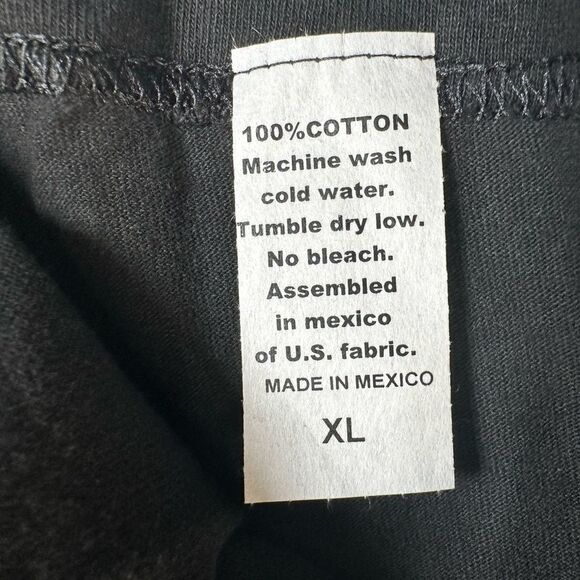 100%COTTON
Machine wash
cold water.
Tumble dry low.
No bleach.
Assembled
in mexico
of U.S. fabric.
MADE IN MEXICO
XL